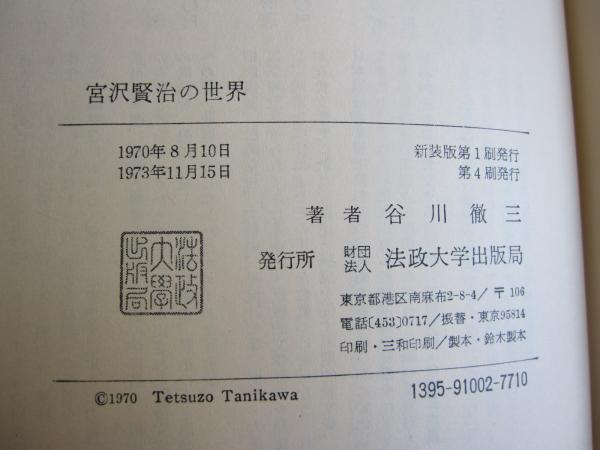 宮沢賢治の世界
1970年8月10日 新装版第1刷発行
1973年11月15日 第4刷発行
著者 谷川徹三
発行所 財団法人 法政大学出版局
東京都港区南麻布2-8-4/〒106
電話〔453〕0717/振替・東京95814
印刷・三和印刷/製本・鈴木製本
法政
大學
出版局
©1970 Tetsuzo Tanikawa 1395-91002-7710